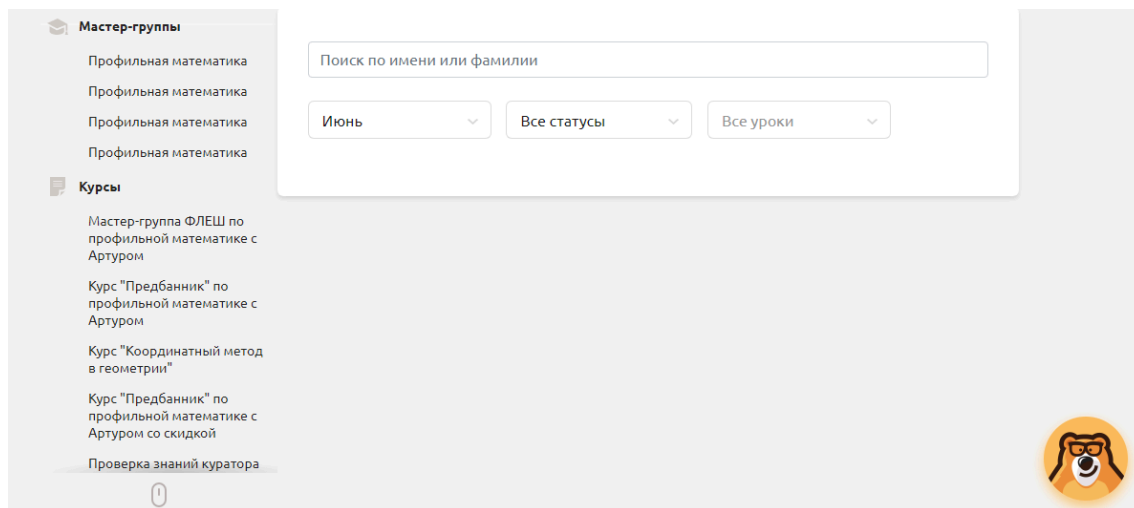 Мастер-группы
Профильная математика
Профильная математика
Профильная математика
Профильная математика
Курсы
Мастер-группа ФЛЕШ по
профильной математике с
Артуром
Курс "Предбанник" по
профильной математике с
Артуром
Курс "Координатный метод
в геометрии"
Курс "Предбанник" по
профильной математике с
Артуром со скидкой
Проверка знаний куратора
Поиск по имени или фамилии
Июнь
Все статусы
Все уроки